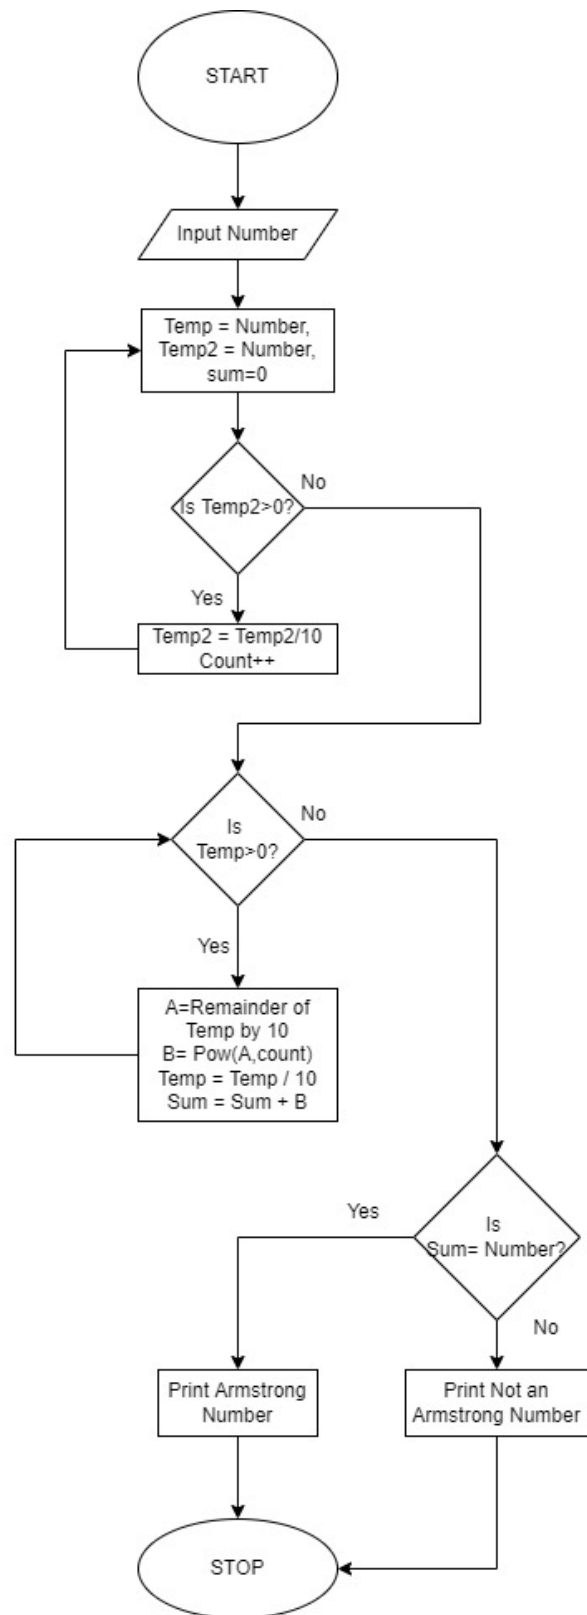 START
Input Number
Temp = Number,
Temp2 = Number,
sum=0
No
Is Temp2>0?
Yes
Temp2 = Temp2/10
Count++
No
Is
Temp>0?
Yes
A=Remainder of
Temp by 10
B= Pow(A,count)
Temp = Temp / 10
Sum = Sum + B
Yes
Is
Sum= Number?
No
Print Armstrong
Number
Print Not an
Armstrong Number
STOP